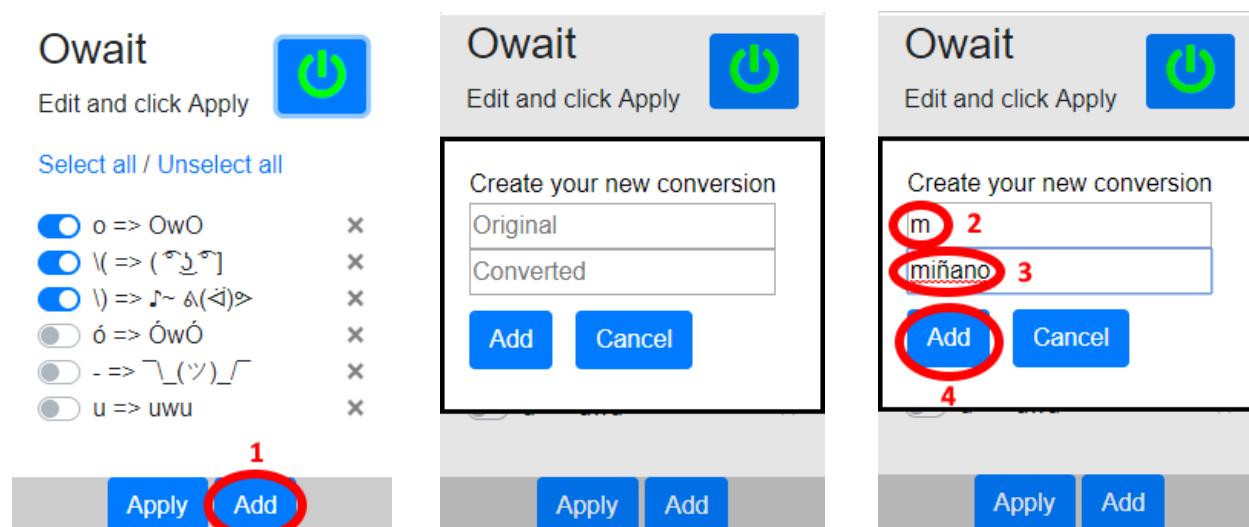 Owait
Edit and click Apply
Select all / Unselect all
o => OwO
\( => ( ͡° ͜ʖ ͡°]
\) => ♪~ ᕕ(ᐛ)ᕗ
ó => ÓwÓ
- => ¯\_(ツ)_/¯
u => uwu
1
Apply Add
Owait
Edit and click Apply
Create your new conversion
Original
Converted
Add Cancel
Apply Add
Owait
Edit and click Apply
Create your new conversion
m 2
miñano 3
Add Cancel
4
Apply Add